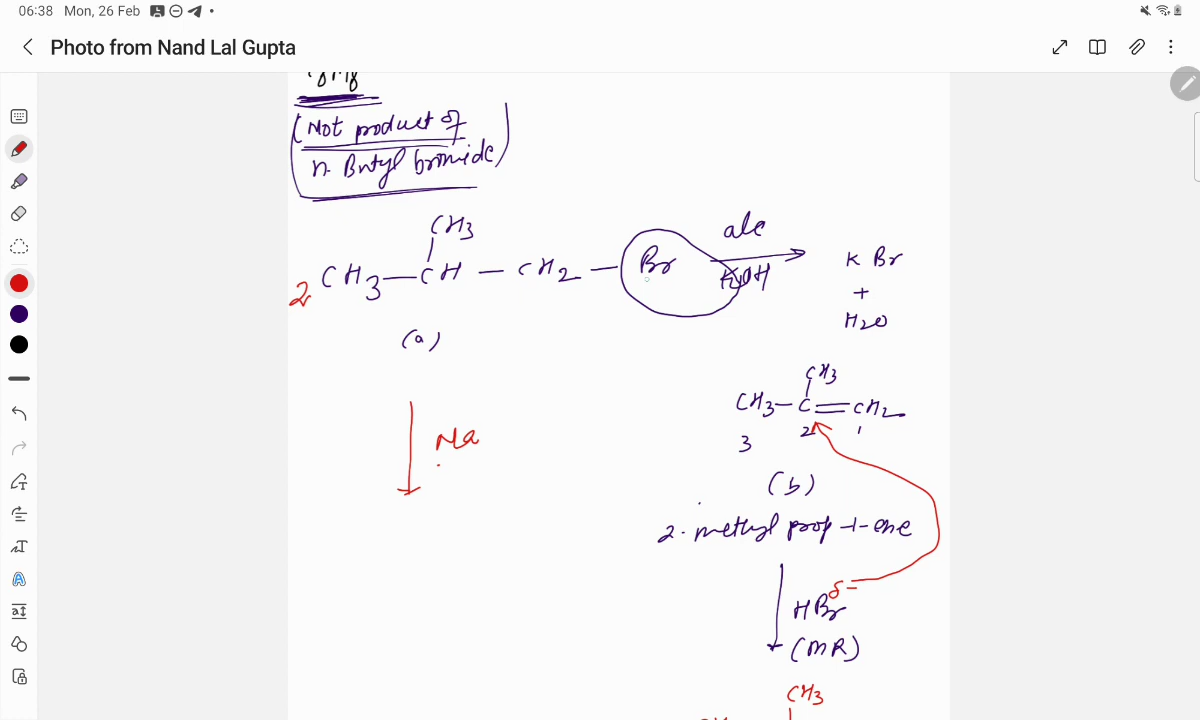 06:38 Mon, 26 Feb
Photo from Nand Lal Gupta
(Not product of
n. Butyl bromide)
CH3
2 CH3—CH — CH2 — Br
alc
KOH
K Br
+
H2O
(a)
Na
CH3
CH3—C=CH2
3 2 1
(b)
2-methyl prop-1-ene
HBr δ-
(MR)
CH3